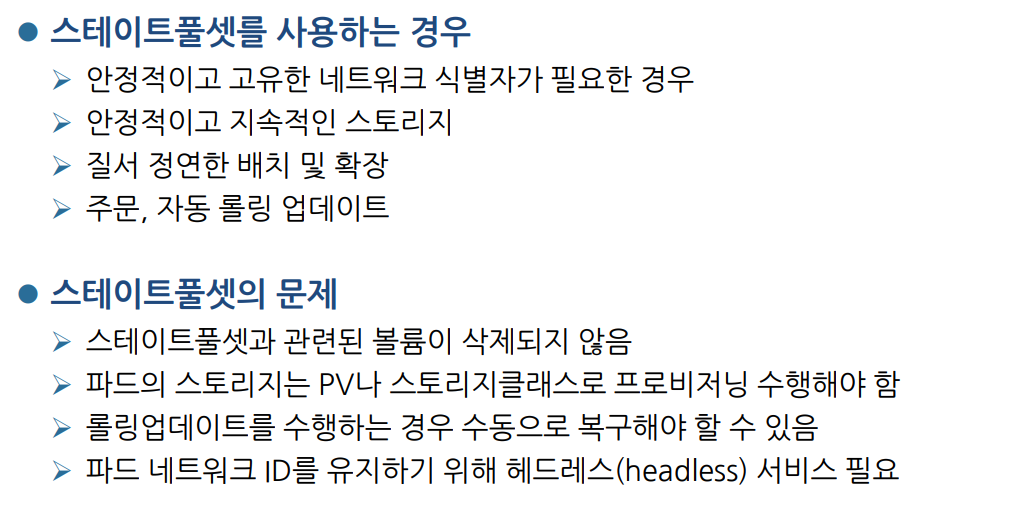 ● 스테이트풀셋를 사용하는 경우
➢ 안정적이고 고유한 네트워크 식별자가 필요한 경우
➢ 안정적이고 지속적인 스토리지
➢ 질서 정연한 배치 및 확장
➢ 주문, 자동 롤링 업데이트
● 스테이트풀셋의 문제
➢ 스테이트풀셋과 관련된 볼륨이 삭제되지 않음
➢ 파드의 스토리지는 PV나 스토리지클래스로 프로비저닝 수행해야 함
➢ 롤링업데이트를 수행하는 경우 수동으로 복구해야 할 수 있음
➢ 파드 네트워크 ID를 유지하기 위해 헤드레스(headless) 서비스 필요